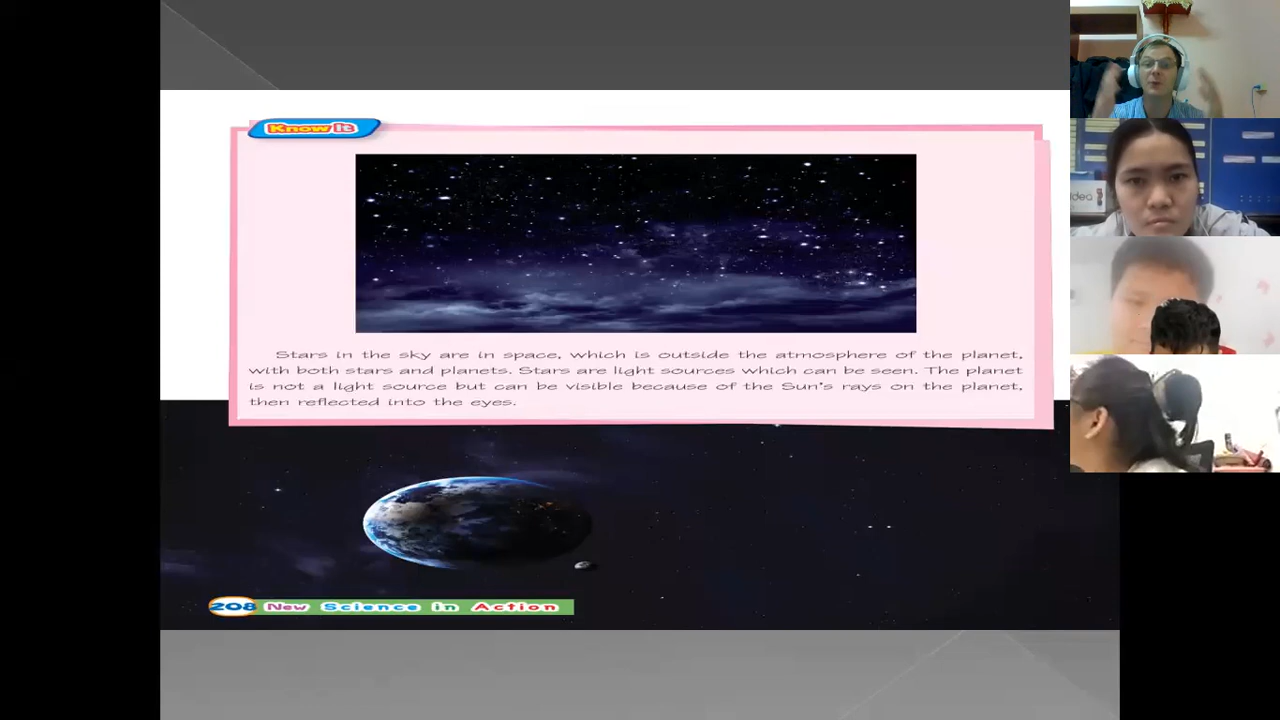 Know It
Stars in the sky are in space, which is outside the atmosphere of the planet,
with both stars and planets. Stars are light sources which can be seen. The planet
is not a light source but can be visible because of the Sun's rays on the planet,
then reflected into the eyes.
208 New Science in Action
idea